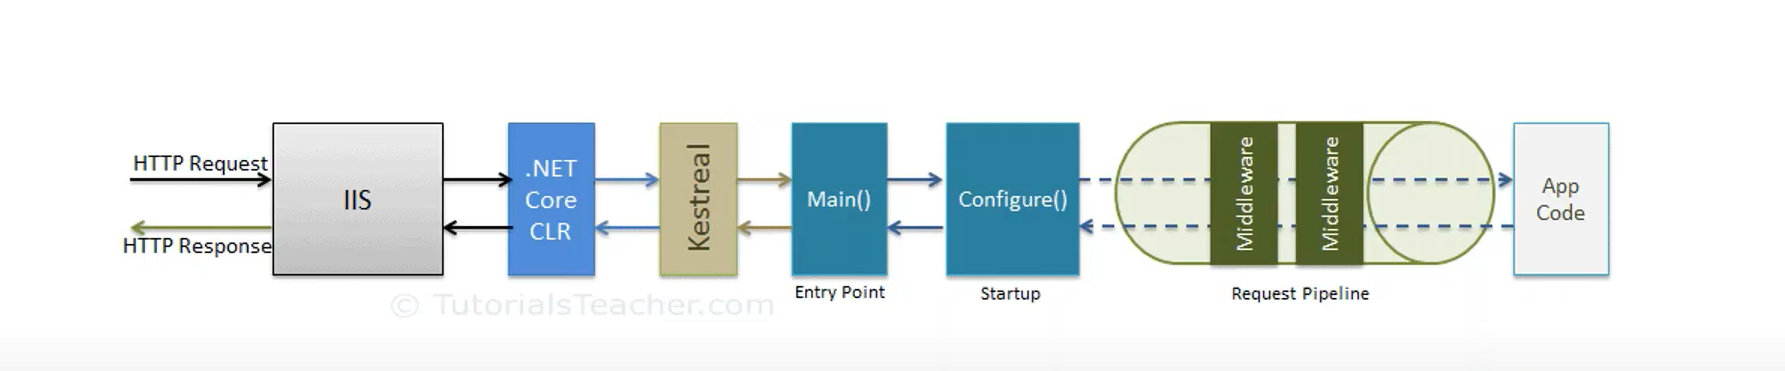 HTTP Request
HTTP Response
IIS
.NET
Core
CLR
Kestreal
Main()
Entry Point
Configure()
Startup
Middleware
Middleware
Request Pipeline
App
Code
© TutorialsTeacher.com